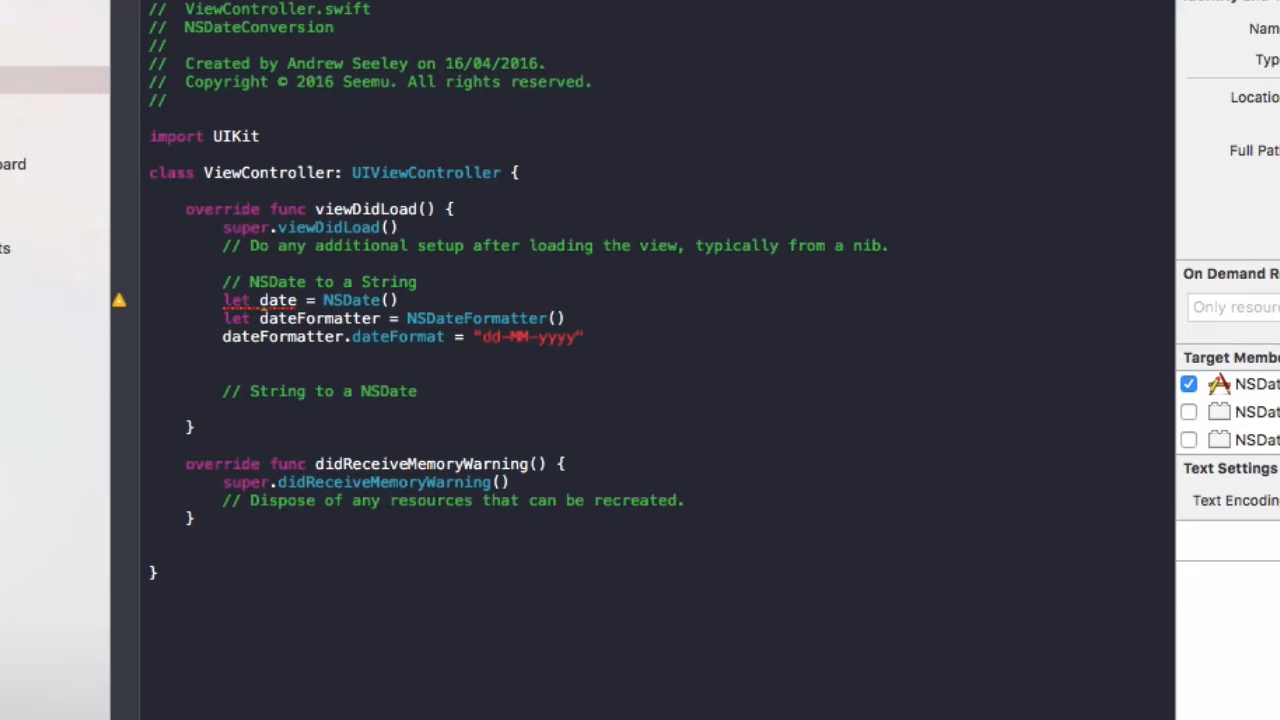 //  ViewController.swift
//  NSDateConversion
//
//  Created by Andrew Seeley on 16/04/2016.
//  Copyright © 2016 Seemu. All rights reserved.
//
import UIKit
class ViewController: UIViewController {
override func viewDidLoad() {
super.viewDidLoad()
// Do any additional setup after loading the view, typically from a nib.
// NSDate to a String
let date = NSDate()
let dateFormatter = NSDateFormatter()
dateFormatter.dateFormat = "dd-MM-yyyy"
// String to a NSDate
}
override func didReceiveMemoryWarning() {
super.didReceiveMemoryWarning()
// Dispose of any resources that can be recreated.
}
}
oard
ts
Nam
Typ
Locatio
Full Pat
On Demand R
Only resour
Target Membe
NSDat
NSDat
NSDat
Text Settings
Text Encodin